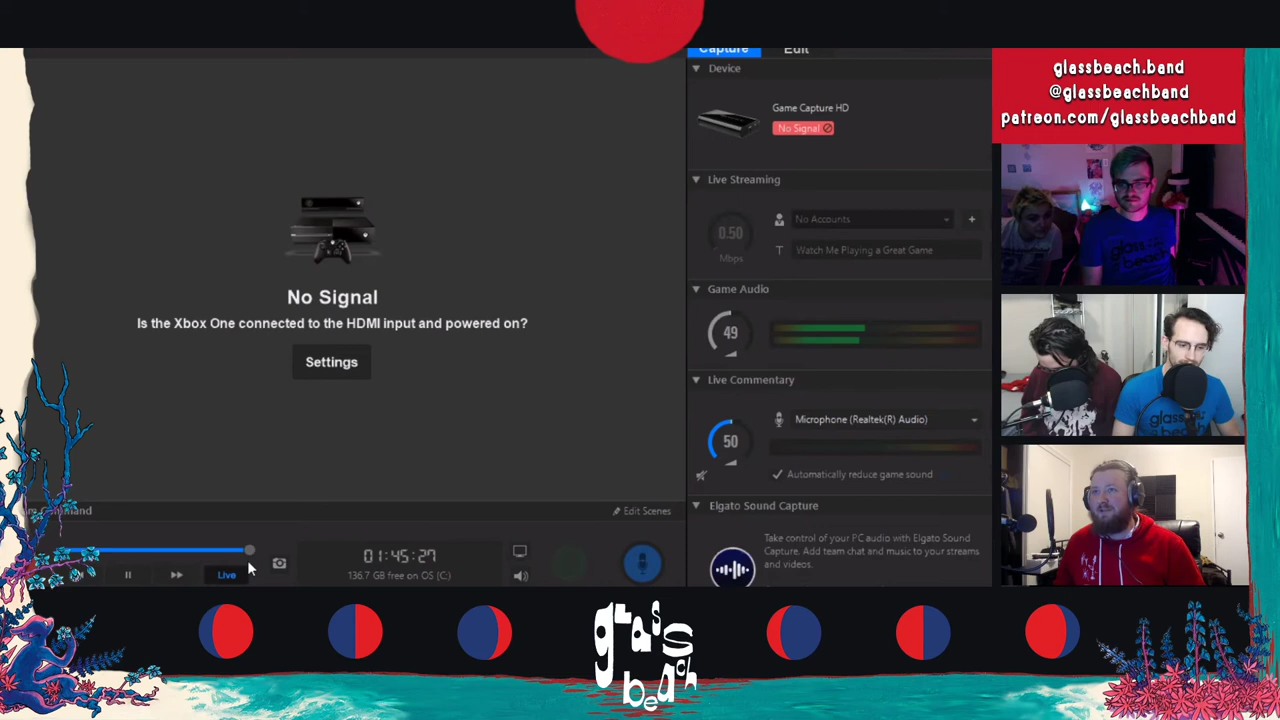 Capture Edit
Device
Game Capture HD
No Signal
Live Streaming
0.50
Mbps
No Accounts
+
T Watch Me Playing a Great Game
Game Audio
49
Live Commentary
50
Microphone (Realtek(R) Audio)
Automatically reduce game sound
Elgato Sound Capture
Take control of your PC audio with Elgato Sound
Capture. Add team chat and music to your streams
and videos.
No Signal
Is the Xbox One connected to the HDMI input and powered on?
Settings
Edit Scenes
01:45:27
136.7 GB free on OS (C:)
Live
glassbeach.band
@glassbeachband
patreon.com/glassbeachband
glass
beach
glass
glass
beach